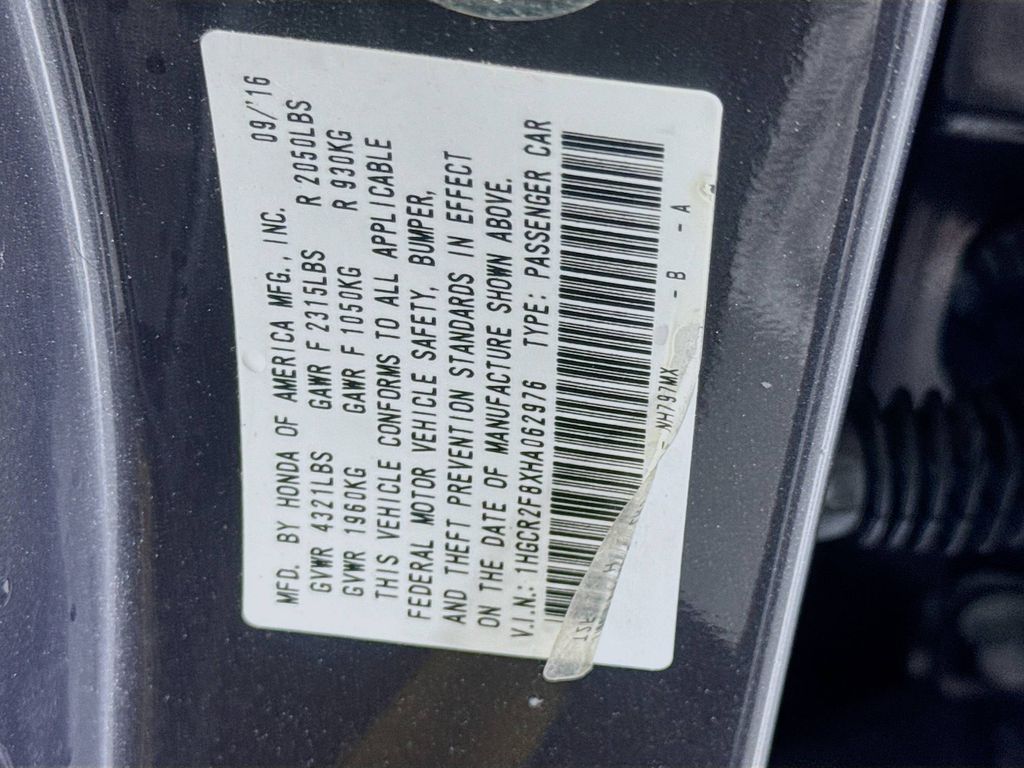 MFD. BY HONDA OF AMERICA MFG., INC. 09/'16
GVWR 4321LBS GAWR F 2315LBS R 2050LBS
GVWR 1960KG GAWR F 1050KG R 930KG
THIS VEHICLE CONFORMS TO ALL APPLICABLE
FEDERAL MOTOR VEHICLE SAFETY, BUMPER,
AND THEFT PREVENTION STANDARDS IN EFFECT
ON THE DATE OF MANUFACTURE SHOWN ABOVE.
V.I.N.: 1HGCR2F8XHA062976 TYPE: PASSENGER CAR
- NH797MX - B - A